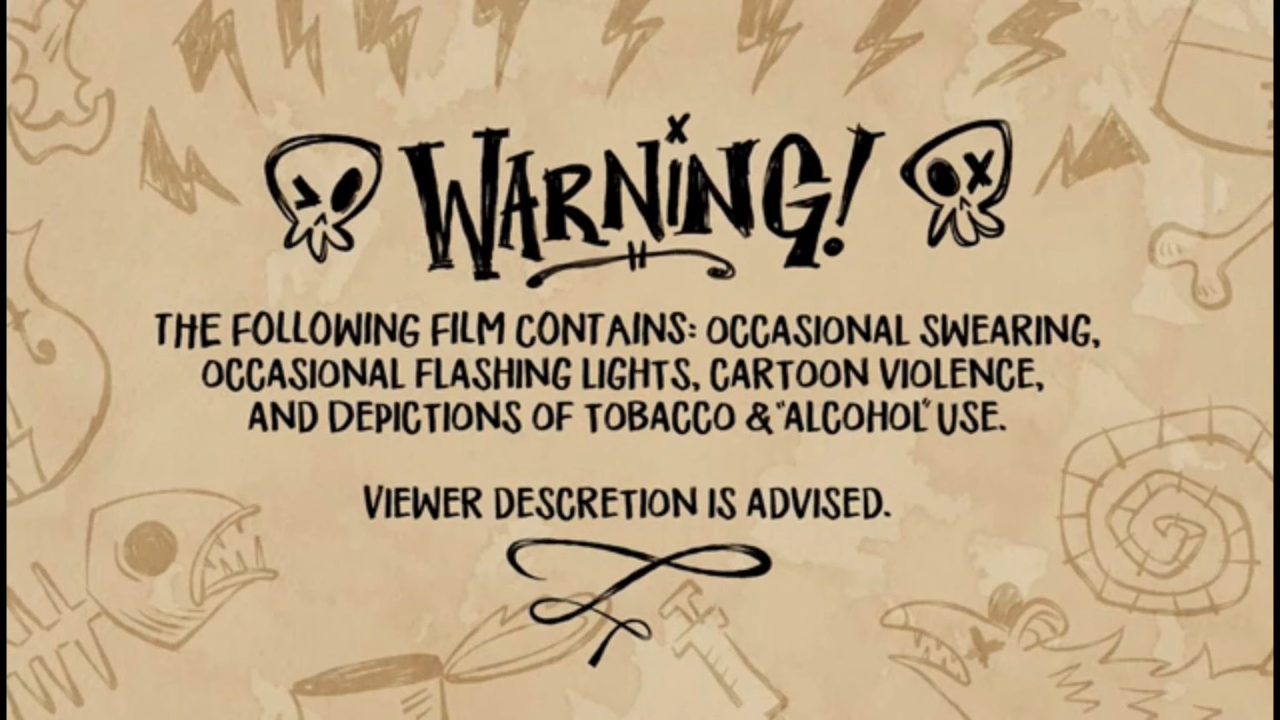 WARNING!
THE FOLLOWING FILM CONTAINS: OCCASIONAL SWEARING,
OCCASIONAL FLASHING LIGHTS, CARTOON VIOLENCE,
AND DEPICTIONS OF TOBACCO & "ALCOHOL" USE.
VIEWER DESCRETION IS ADVISED.